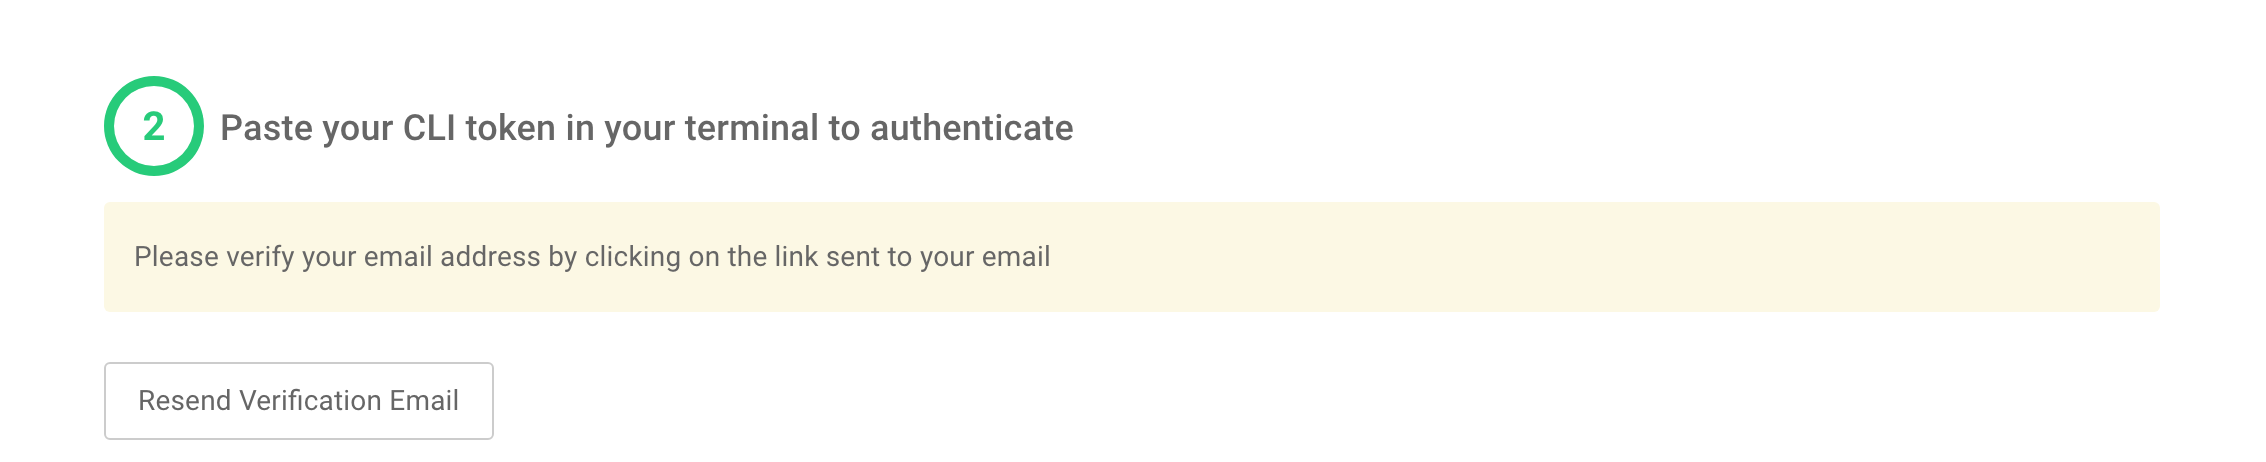 2
Paste your CLI token in your terminal to authenticate
Please verify your email address by clicking on the link sent to your email
Resend Verification Email